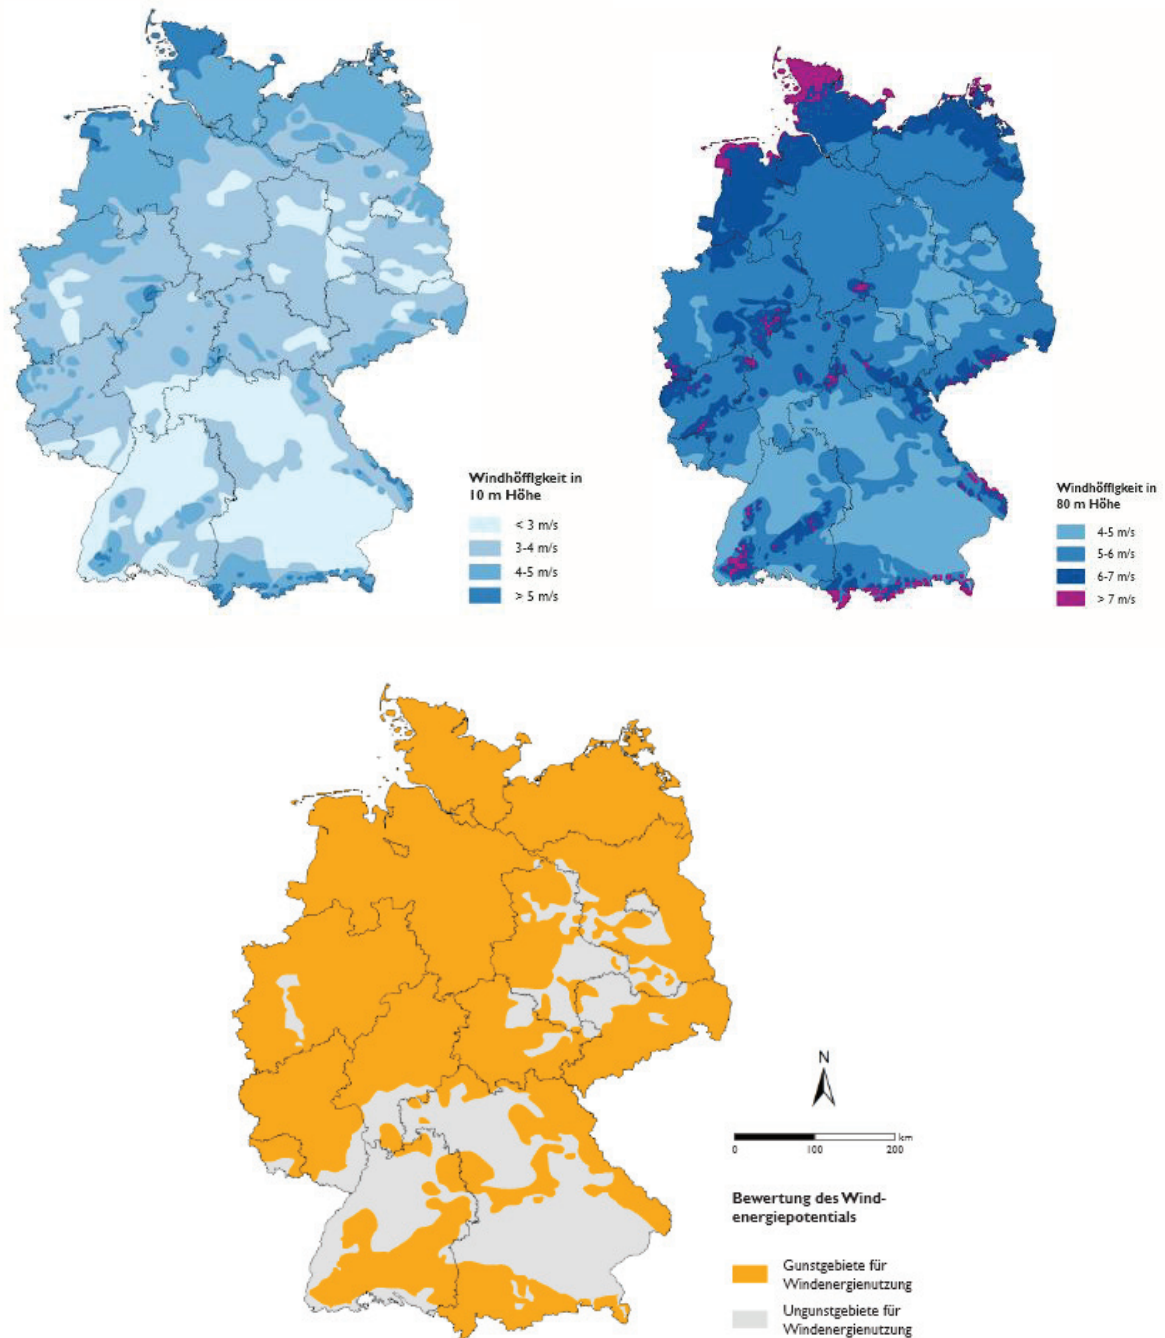 Windhöffigkeit in
10 m Höhe
< 3 m/s
3-4 m/s
4-5 m/s
> 5 m/s
Windhöffigkeit in
80 m Höhe
4-5 m/s
5-6 m/s
6-7 m/s
> 7 m/s
N
km
0 100 200
Bewertung des Wind-
energiepotentials
Gunstgebiete für
Windenergienutzung
Ungunstgebiete für
Windenergienutzung